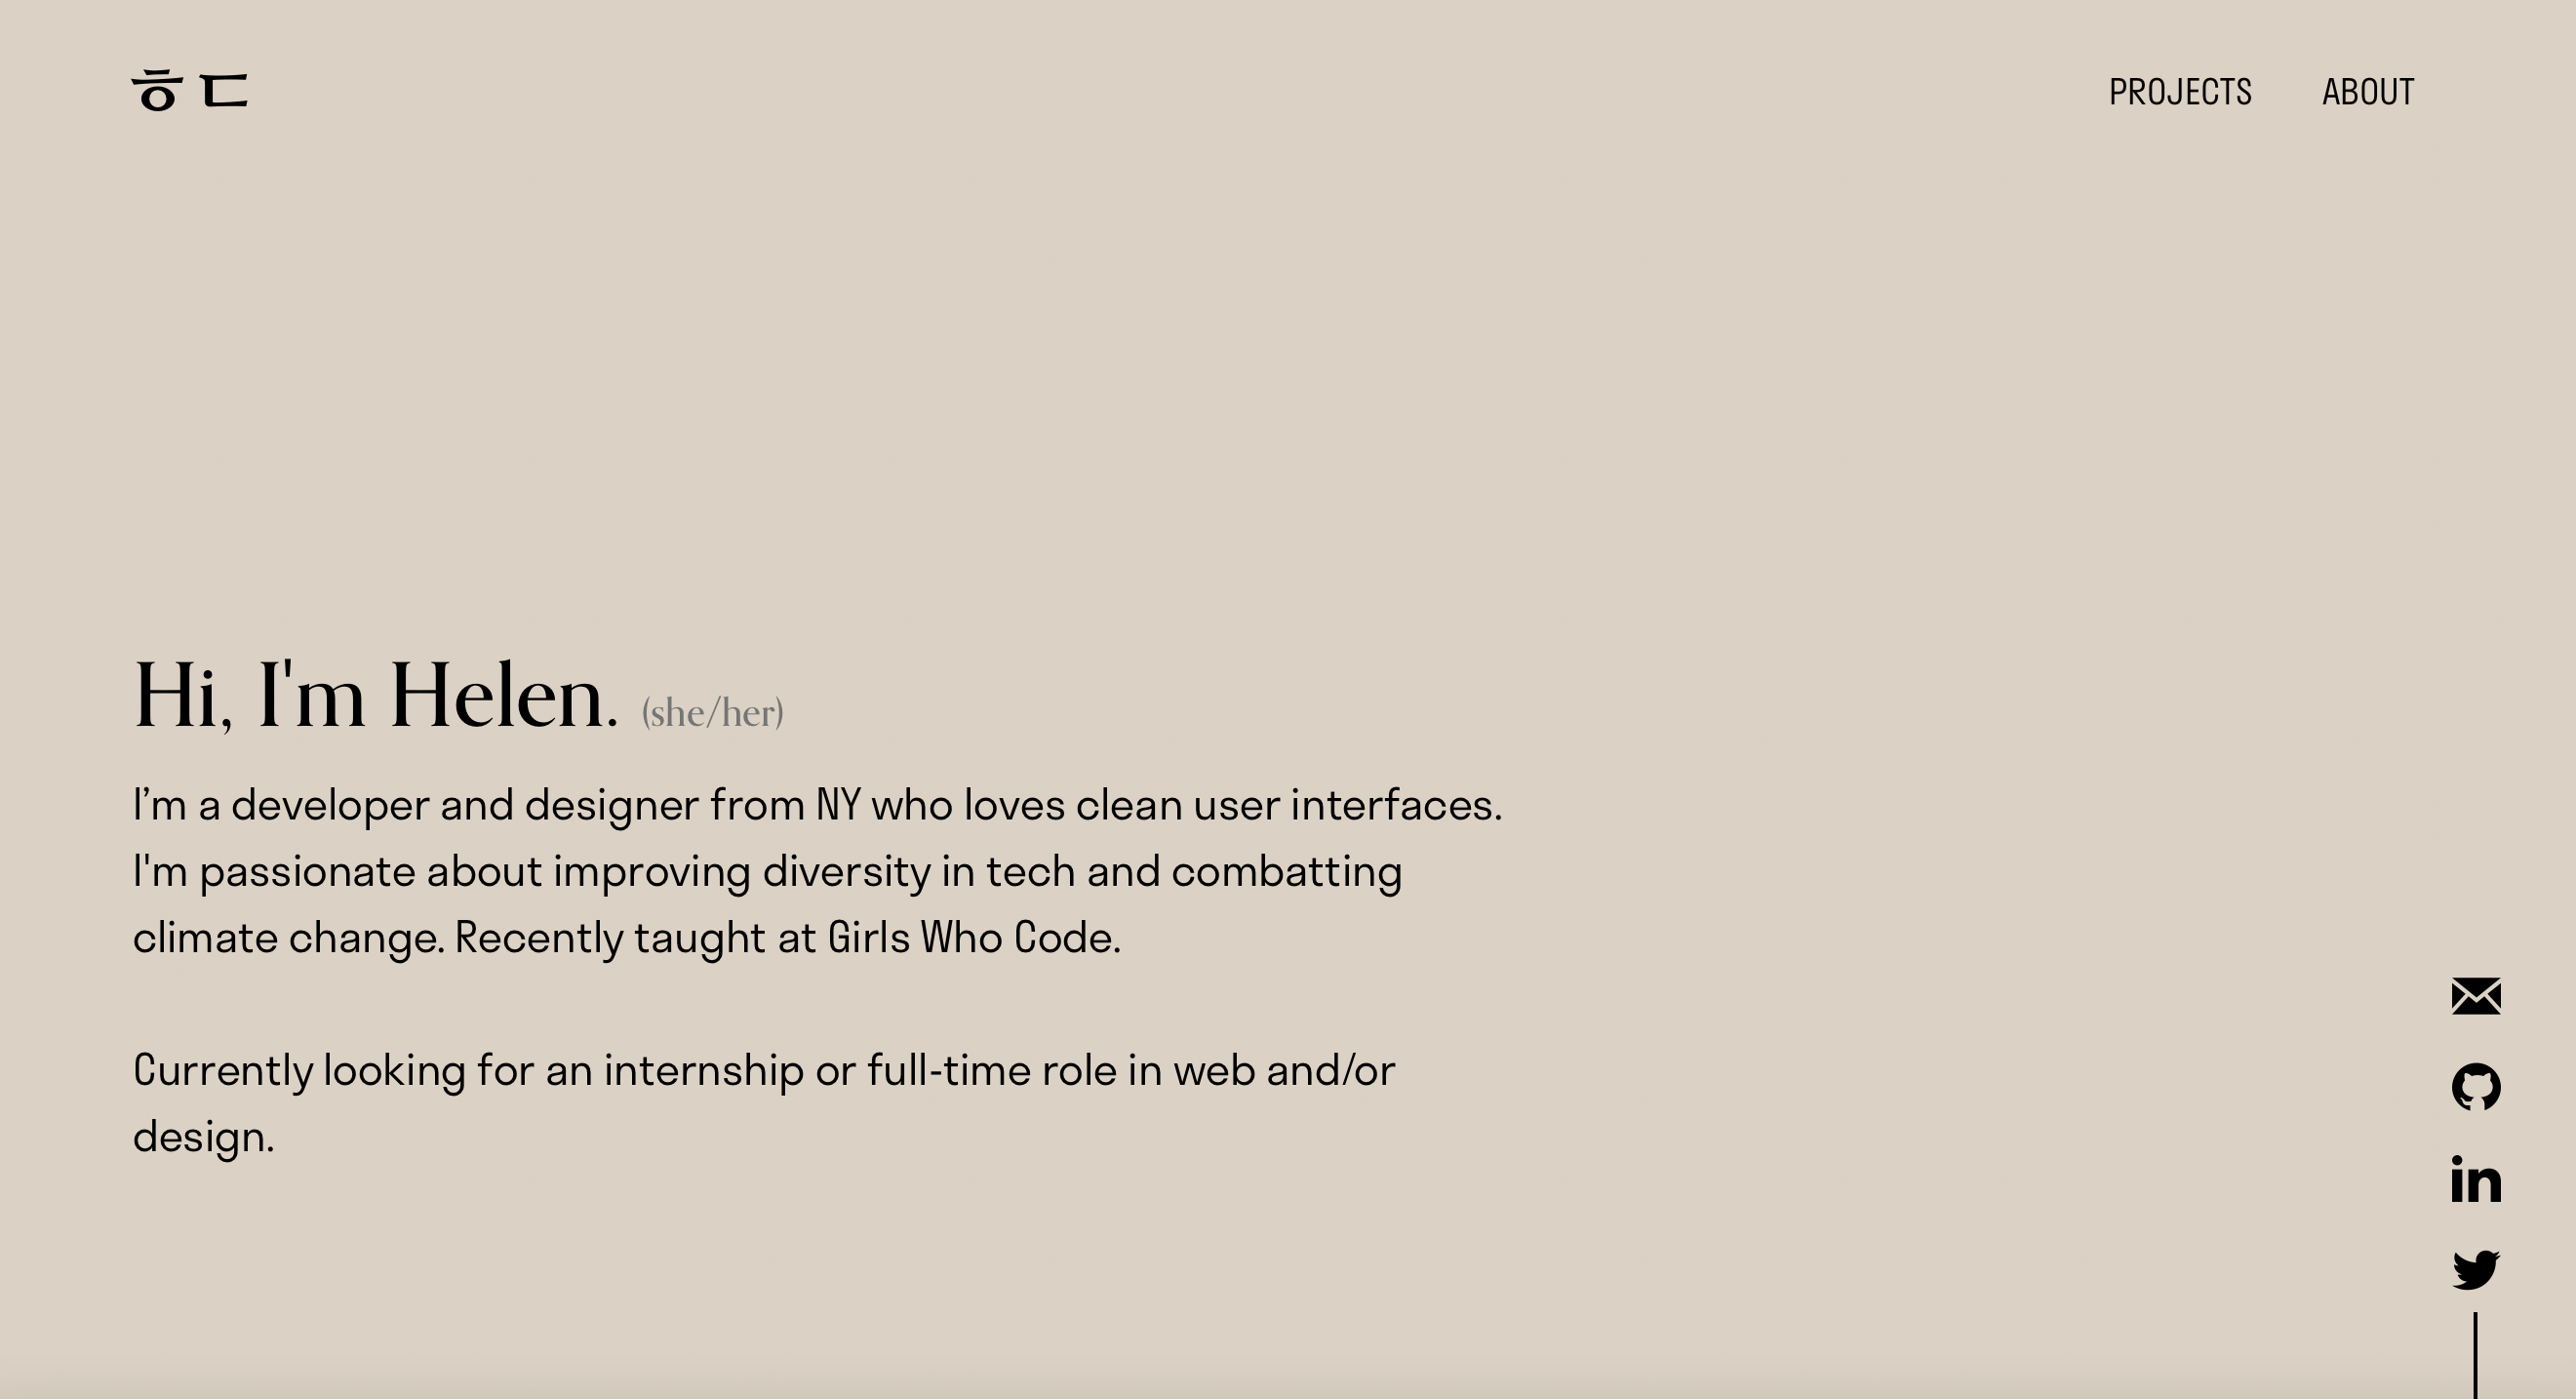 ㅎㄷ
PROJECTS ABOUT
Hi, I'm Helen. (she/her)
I’m a developer and designer from NY who loves clean user interfaces.
I'm passionate about improving diversity in tech and combatting
climate change. Recently taught at Girls Who Code.
Currently looking for an internship or full-time role in web and/or
design.
in